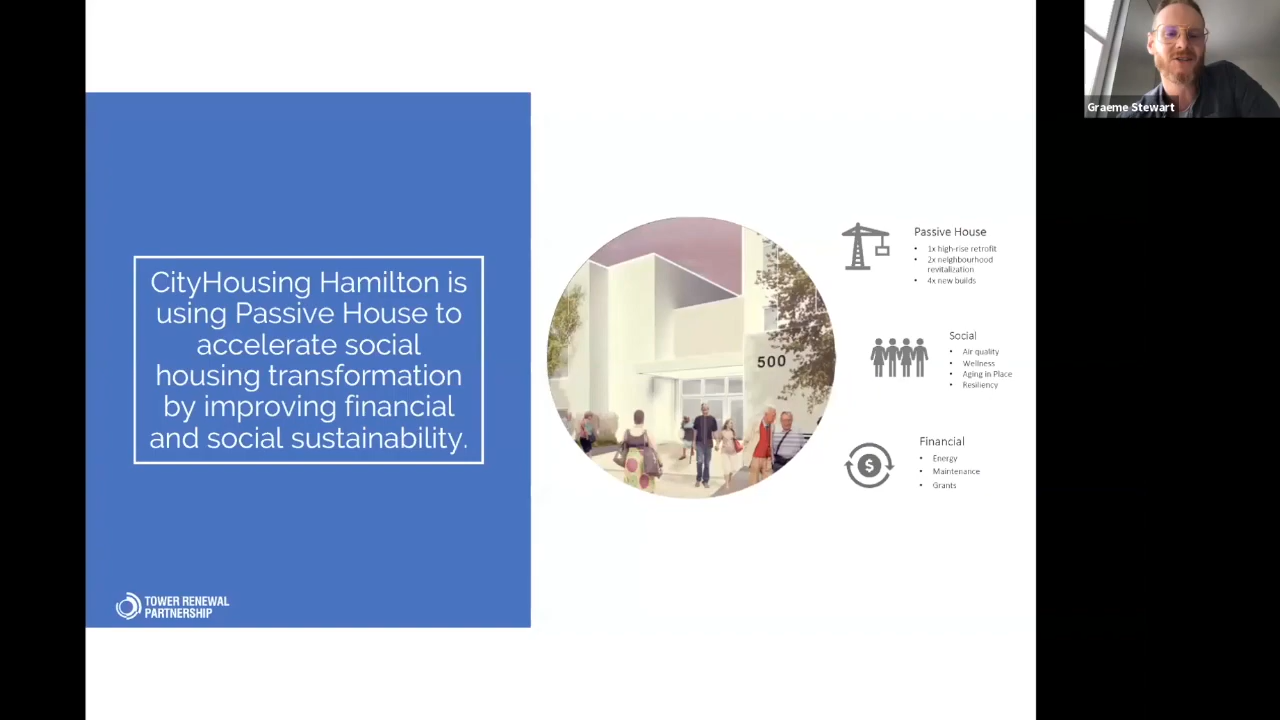 CityHousing Hamilton is
using Passive House to
accelerate social
housing transformation
by improving financial
and social sustainability.
TOWER RENEWAL
PARTNERSHIP
500
Passive House
• 1x high-rise retrofit
• 2x neighbourhood
revitalization
• 4x new builds
Social
• Air quality
• Wellness
• Aging in Place
• Resiliency
Financial
• Energy
• Maintenance
• Grants
$
Graeme Stewart